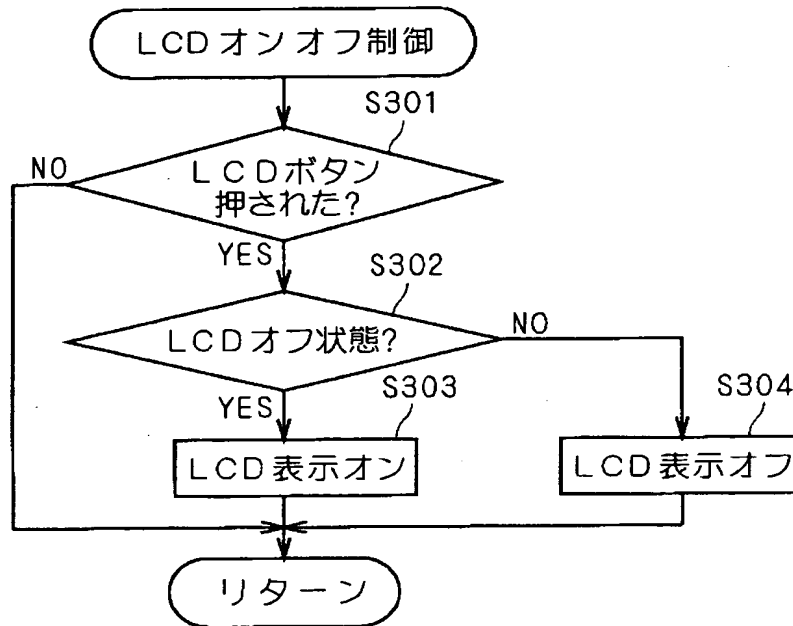 LCDオンオフ制御
S301
NO
LCDボタン
押された?
YES
S302
LCDオフ状態?
NO
S303
S304
YES
LCD表示オン
LCD表示オフ
リターン